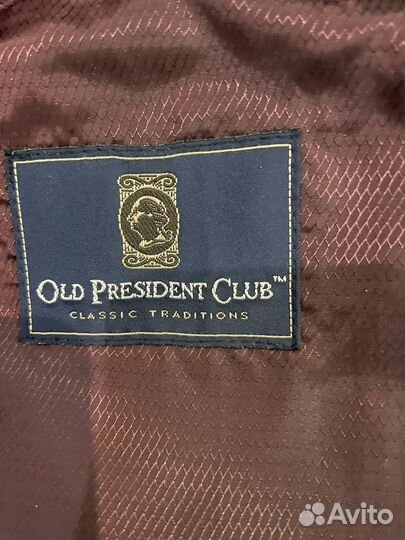 OLD PRESIDENT CLUB™
CLASSIC TRADITIONS
Avito